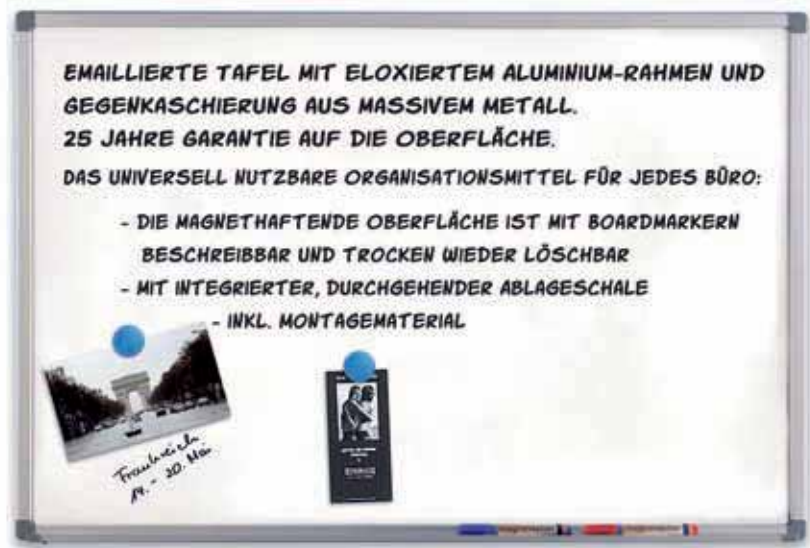 EMAILLIERTE TAFEL MIT ELOXIERTEM ALUMINIUM-RAHMEN UND
GEGENKASCHIERUNG AUS MASSIVEM METALL.
25 JAHRE GARANTIE AUF DIE OBERFLÄCHE.
DAS UNIVERSELL NUTZBARE ORGANISATIONSMITTEL FÜR JEDES BÜRO:
- DIE MAGNETHAFTENDE OBERFLÄCHE IST MIT BOARDMARKERN
BESCHREIBBAR UND TROCKEN WIEDER LÖSCHBAR
- MIT INTEGRIERTER, DURCHGEHENDER ABLAGESCHALE
- INKL. MONTAGEMATERIAL
Frankreich
14. - 20. Mai